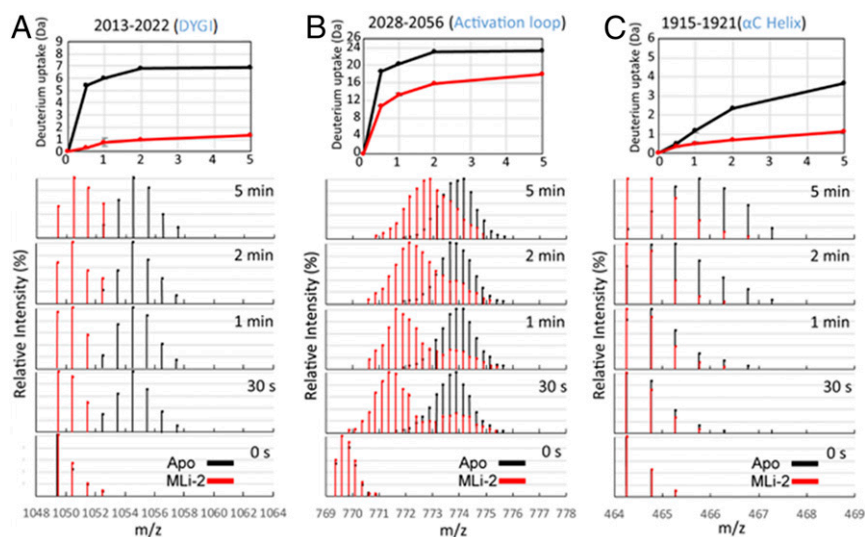 A
2013-2022 (DYGI)
Deuterium uptake (Da)
9
8
7
6
5
4
3
2
1
0
0 1 2 3 4 5
5 min
2 min
1 min
30 s
0 s
Relative Intensity (%)
Apo
MLi-2
1048 1050 1052 1054 1056 1058 1060 1062 1064
m/z
B
2028-2056 (Activation loop)
Deuterium uptake (Da)
26
24
20
16
12
8
4
0
0 1 2 3 4 5
5 min
2 min
1 min
30 s
0 s
Relative Intensity (%)
Apo
MLi-2
769 770 771 772 773 774 775 776 777 778
m/z
C
1915-1921(αC Helix)
Deuterium uptake (Da)
6
5
4
3
2
1
0
0 1 2 3 4 5
5 min
2 min
1 min
30 s
0 s
Relative Intensity (%)
Apo
MLi-2
464 465 466 467 468 469
m/z